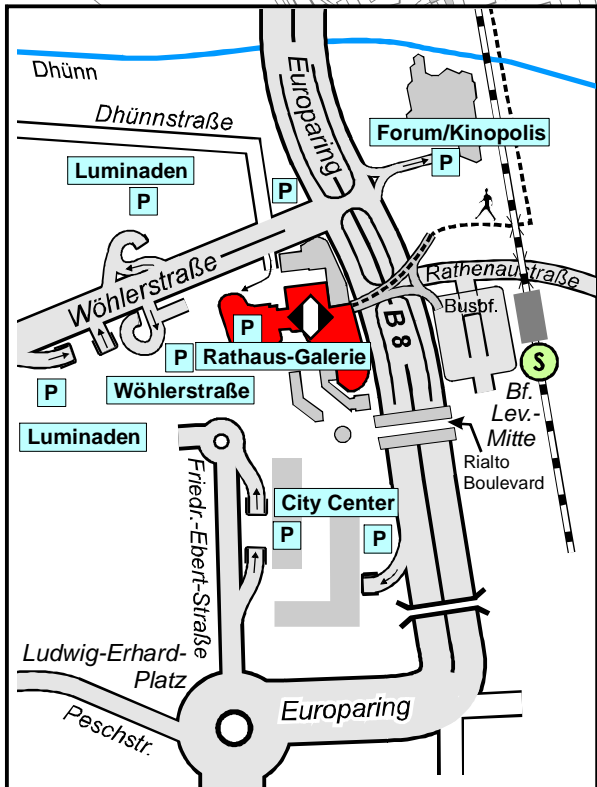 Dhünn
Europaring
Dhünnstraße
Forum/Kinopolis
P
Luminaden
P
P
Wöhlerstraße
Rathenaustraße
Busbf.
B 8
P
Rathaus-Galerie
P
Wöhlerstraße
P
Luminaden
S
Bf.
Lev.-
Mitte
Rialto
Boulevard
City Center
P
P
Friedr.-Ebert-Straße
Ludwig-Erhard-
Platz
Europaring
Peschstr.